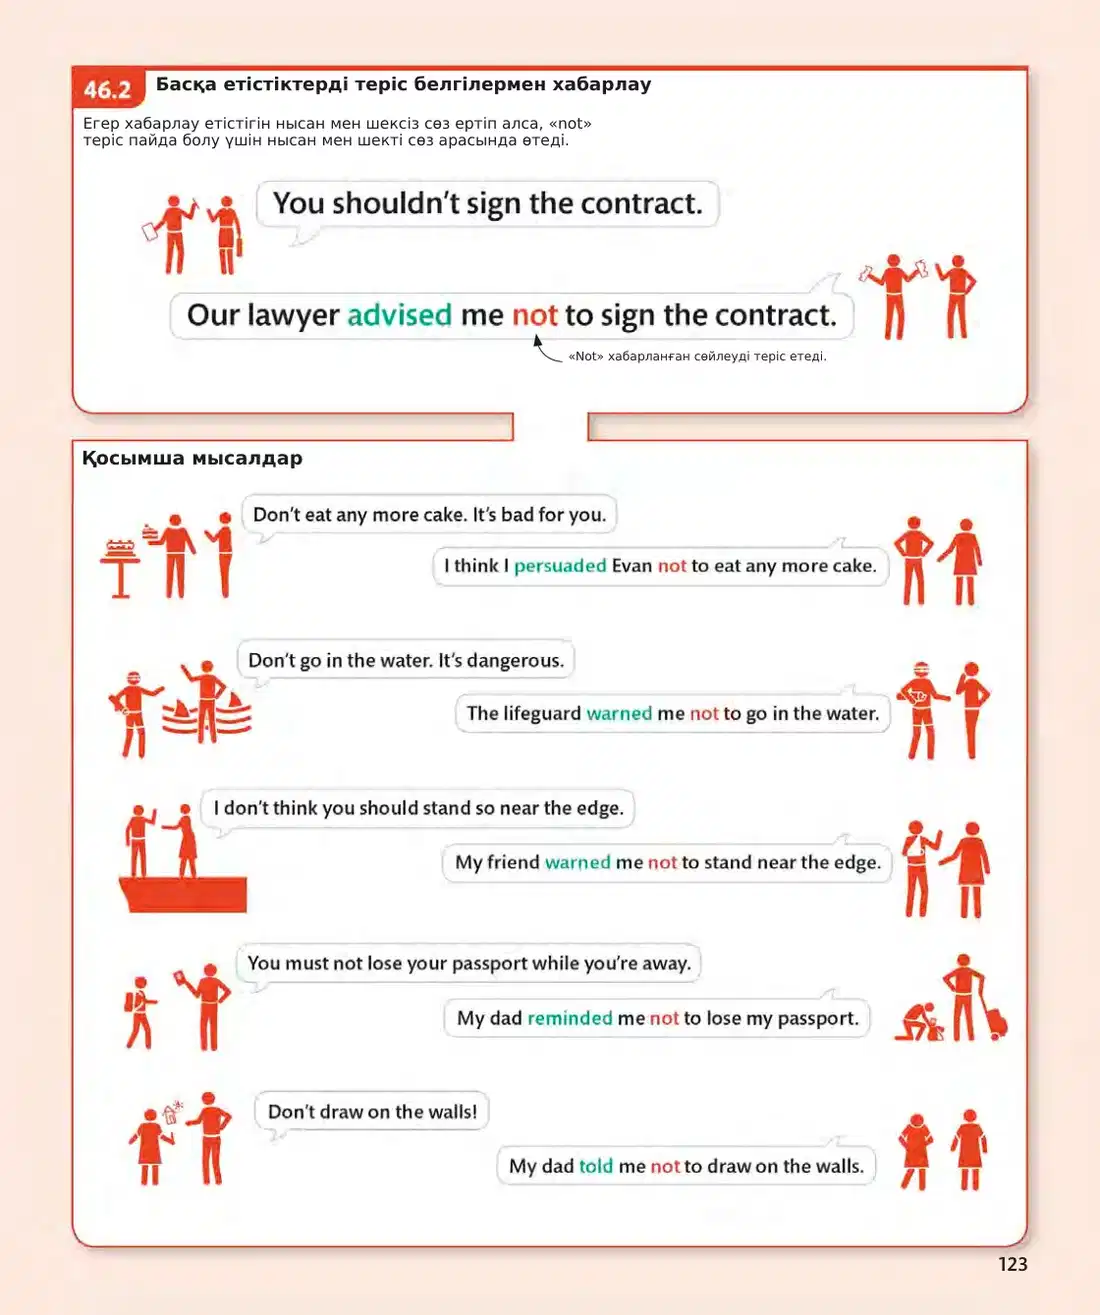 46.2 Басқа етістіктерді теріс белгілермен хабарлау
Егер хабарлау етістігін нысан мен шексіз сөз ертіп алса, «not»
теріс пайда болу үшін нысан мен шекті сөз арасында өтеді.
You shouldn't sign the contract.
Our lawyer advised me not to sign the contract.
«Not» хабарланған сөйлеуді теріс етеді.
Қосымша мысалдар
Don't eat any more cake. It's bad for you.
I think I persuaded Evan not to eat any more cake.
Don't go in the water. It's dangerous.
The lifeguard warned me not to go in the water.
I don't think you should stand so near the edge.
My friend warned me not to stand near the edge.
You must not lose your passport while you're away.
My dad reminded me not to lose my passport.
Don't draw on the walls!
My dad told me not to draw on the walls.
123